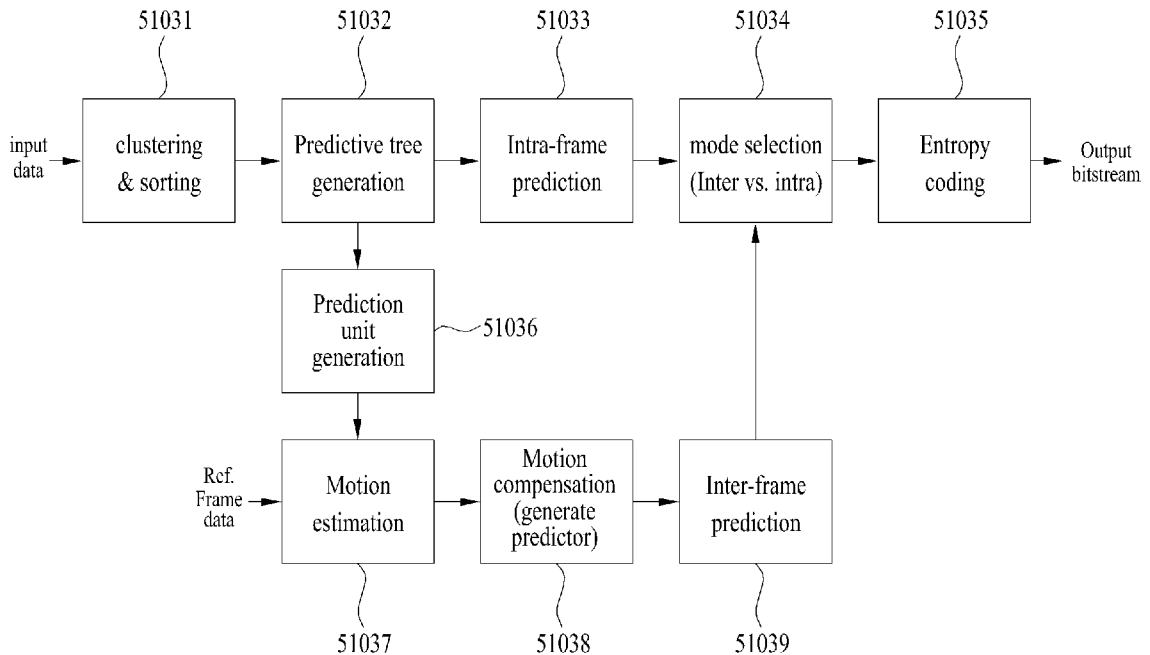 51031
51032
51033
51034
51035
input
data
clustering
& sorting
Predictive tree
generation
Intra-frame
prediction
mode selection
(Inter vs. intra)
Entropy
coding
Output
bitstream
Prediction
unit
generation
51036
Ref.
Frame
data
Motion
estimation
Motion
compensation
(generate
predictor)
Inter-frame
prediction
51037
51038
51039